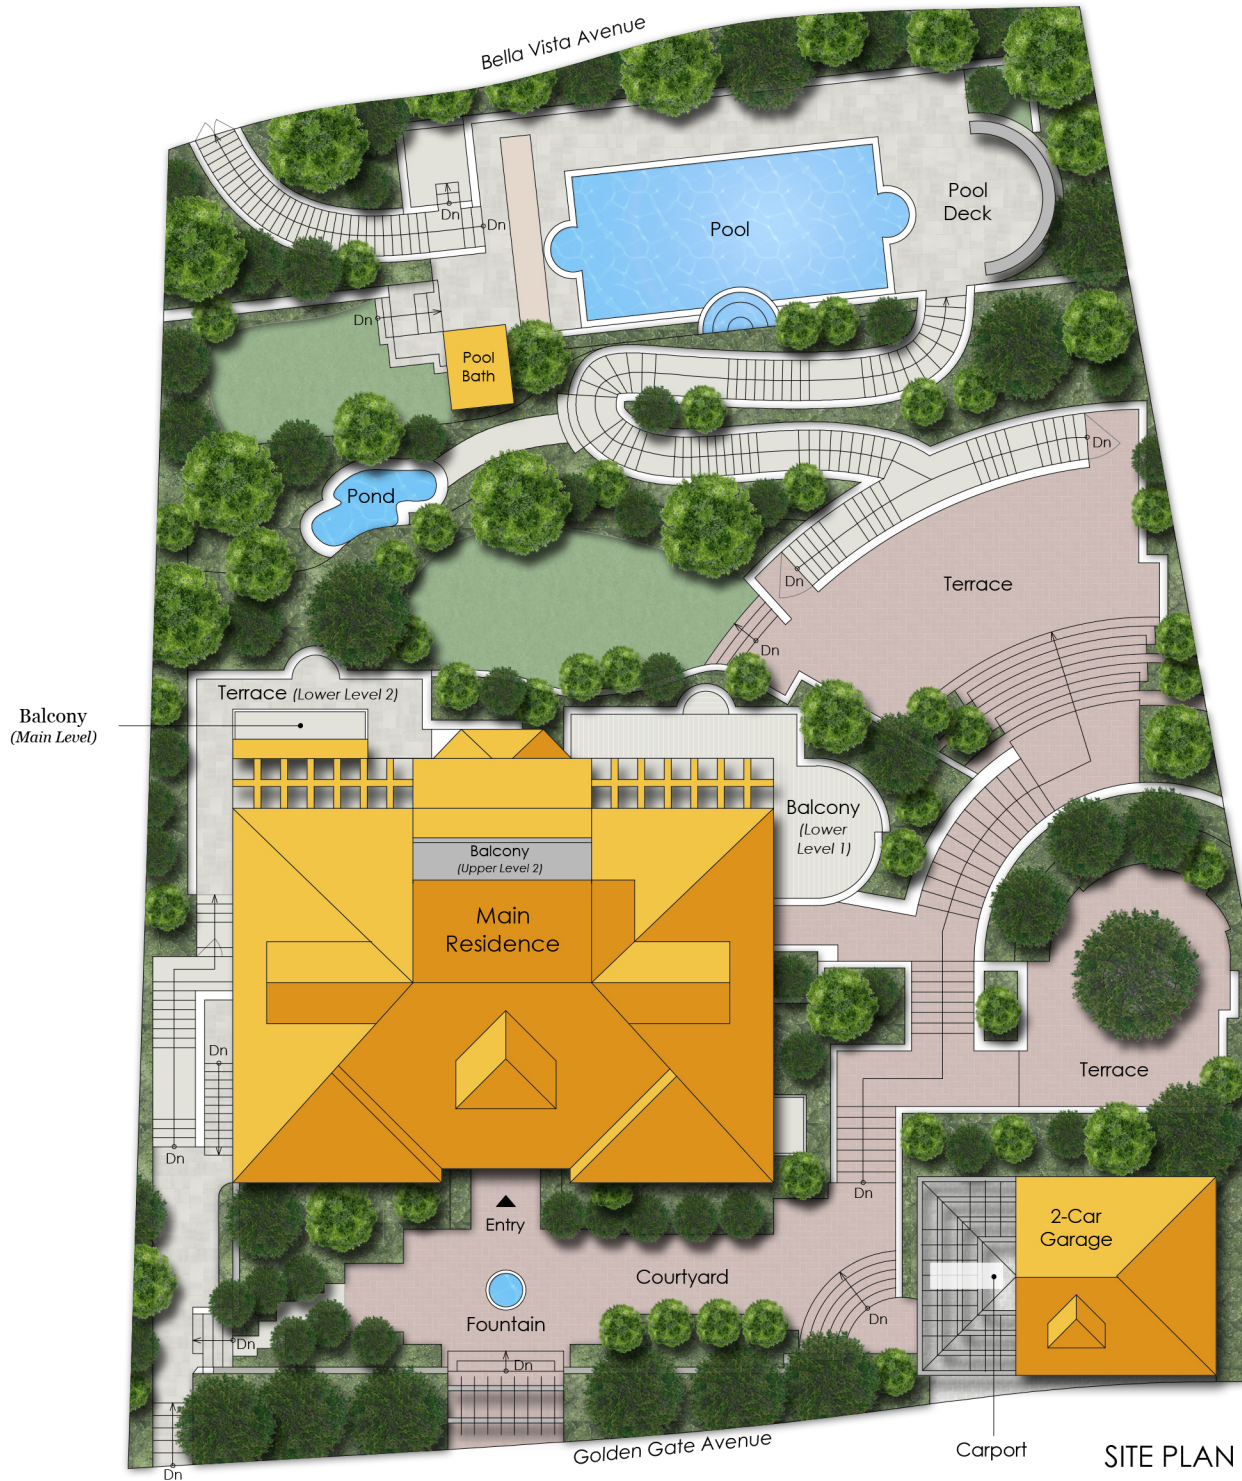 Bella Vista Avenue
Pool
Deck
Pool
Dn
Dn
Dn
Pool
Bath
Dn
Pond
Dn
Terrace
Dn
Terrace (Lower Level 2)
Balcony
(Main Level)
Balcony
(Lower
Level 1)
Balcony
(Upper Level 2)
Main
Residence
Dn
Terrace
Dn
Dn
Entry
2-Car
Garage
Courtyard
Fountain
Dn
Dn
Dn
Golden Gate Avenue
Carport
SITE PLAN
Dn